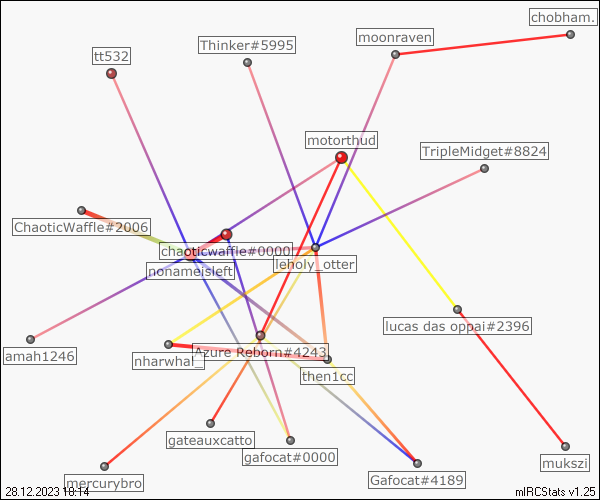 chobham.
moonraven
Thinker#5995
tt532
motorthud
TripleMidget#8824
ChaoticWaffle#2006
chaoticwaffle#0000
leholy_otter
nonameisleft
lucas das oppai#2396
amah1246
nharwhal_
Azure Reborn#4243
then1cc
gateauxcatto
gafocat#0000
mukszi
mercurybro
Gafocat#4189
28.12.2023 18:14
mIRCStats v1.25